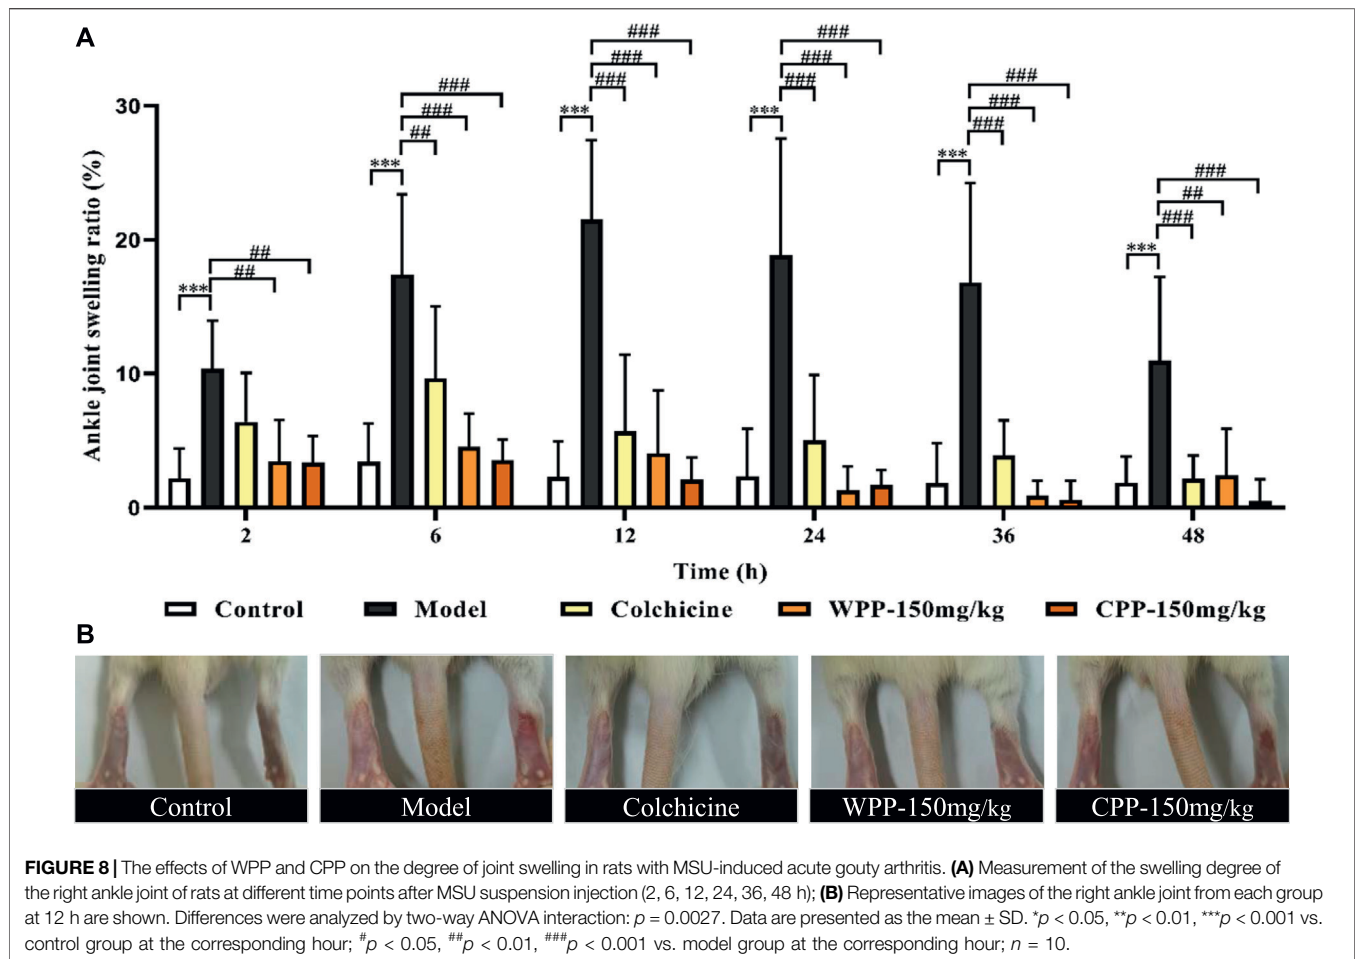 A
###
###
###
###
###
###
###
###
###
***
***
30
###
###
##
***
***
###
##
###
***
##
##
***
20
10
0
Ankle joint swelling ratio (%)
2 6 12 24 36 48
Time (h)
Control Model Colchicine WPP-150mg/kg CPP-150mg/kg
B
Control Model Colchicine WPP-150mg/kg CPP-150mg/kg
FIGURE 8 | The effects of WPP and CPP on the degree of joint swelling in rats with MSU-induced acute gouty arthritis. (A) Measurement of the swelling degree of
the right ankle joint of rats at different time points after MSU suspension injection (2, 6, 12, 24, 36, 48 h); (B) Representative images of the right ankle joint from each group
at 12 h are shown. Differences were analyzed by two-way ANOVA interaction: p = 0.0027. Data are presented as the mean ± SD. *p < 0.05, **p < 0.01, ***p < 0.001 vs.
control group at the corresponding hour; #p < 0.05, ##p < 0.01, ###p < 0.001 vs. model group at the corresponding hour; n = 10.